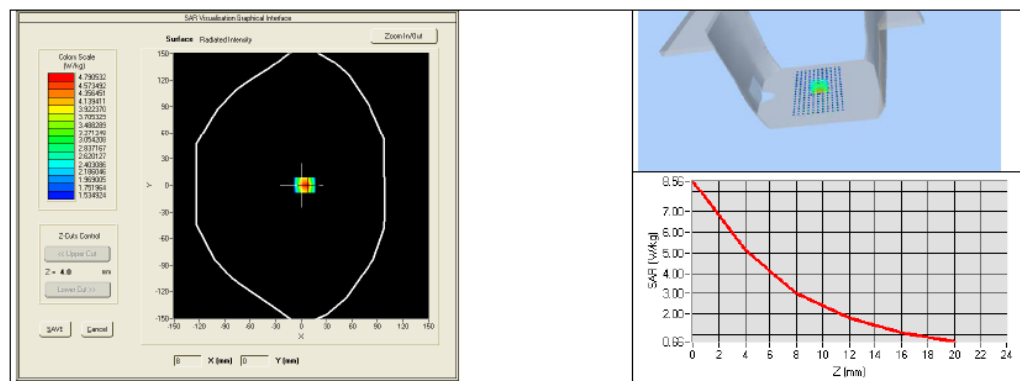 SAR Visualisation Graphical Interface
Surface Radiated Intensity
Zoom In/Out
Colors Scale
(W/kg)
4.790532
4.573492
4.356451
4.139411
3.922370
3.705329
3.488289
3.271248
3.054208
2.837167
2.620127
2.403086
2.186046
1.969005
1.751964
1.534924
150
120
90
60
30
0
-30
-60
-90
-120
-150
Y
-150 -120 -90 -60 -30 0 30 60 90 120 150
X
Z-Cuts Control
<< Upper Cut
Z = 4.0 mm
Lower Cut >>
SAVE Cancel
8 X (mm) 0 Y (mm)
8.56
7.00
6.00
5.00
4.00
3.00
2.00
0.66
SAR (W/kg)
0 2 4 6 8 10 12 14 16 18 20 22 24
Z (mm)